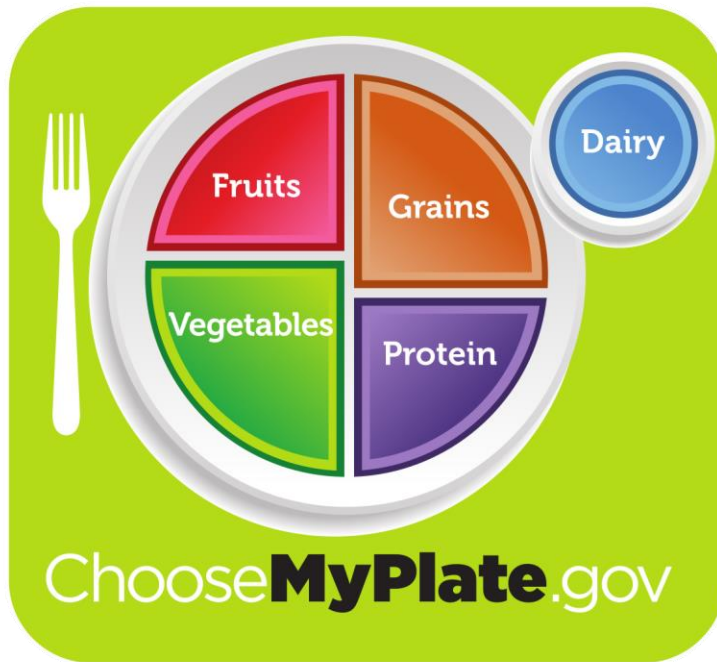 Fruits
Grains
Dairy
Vegetables
Protein
ChooseMyPlate.gov